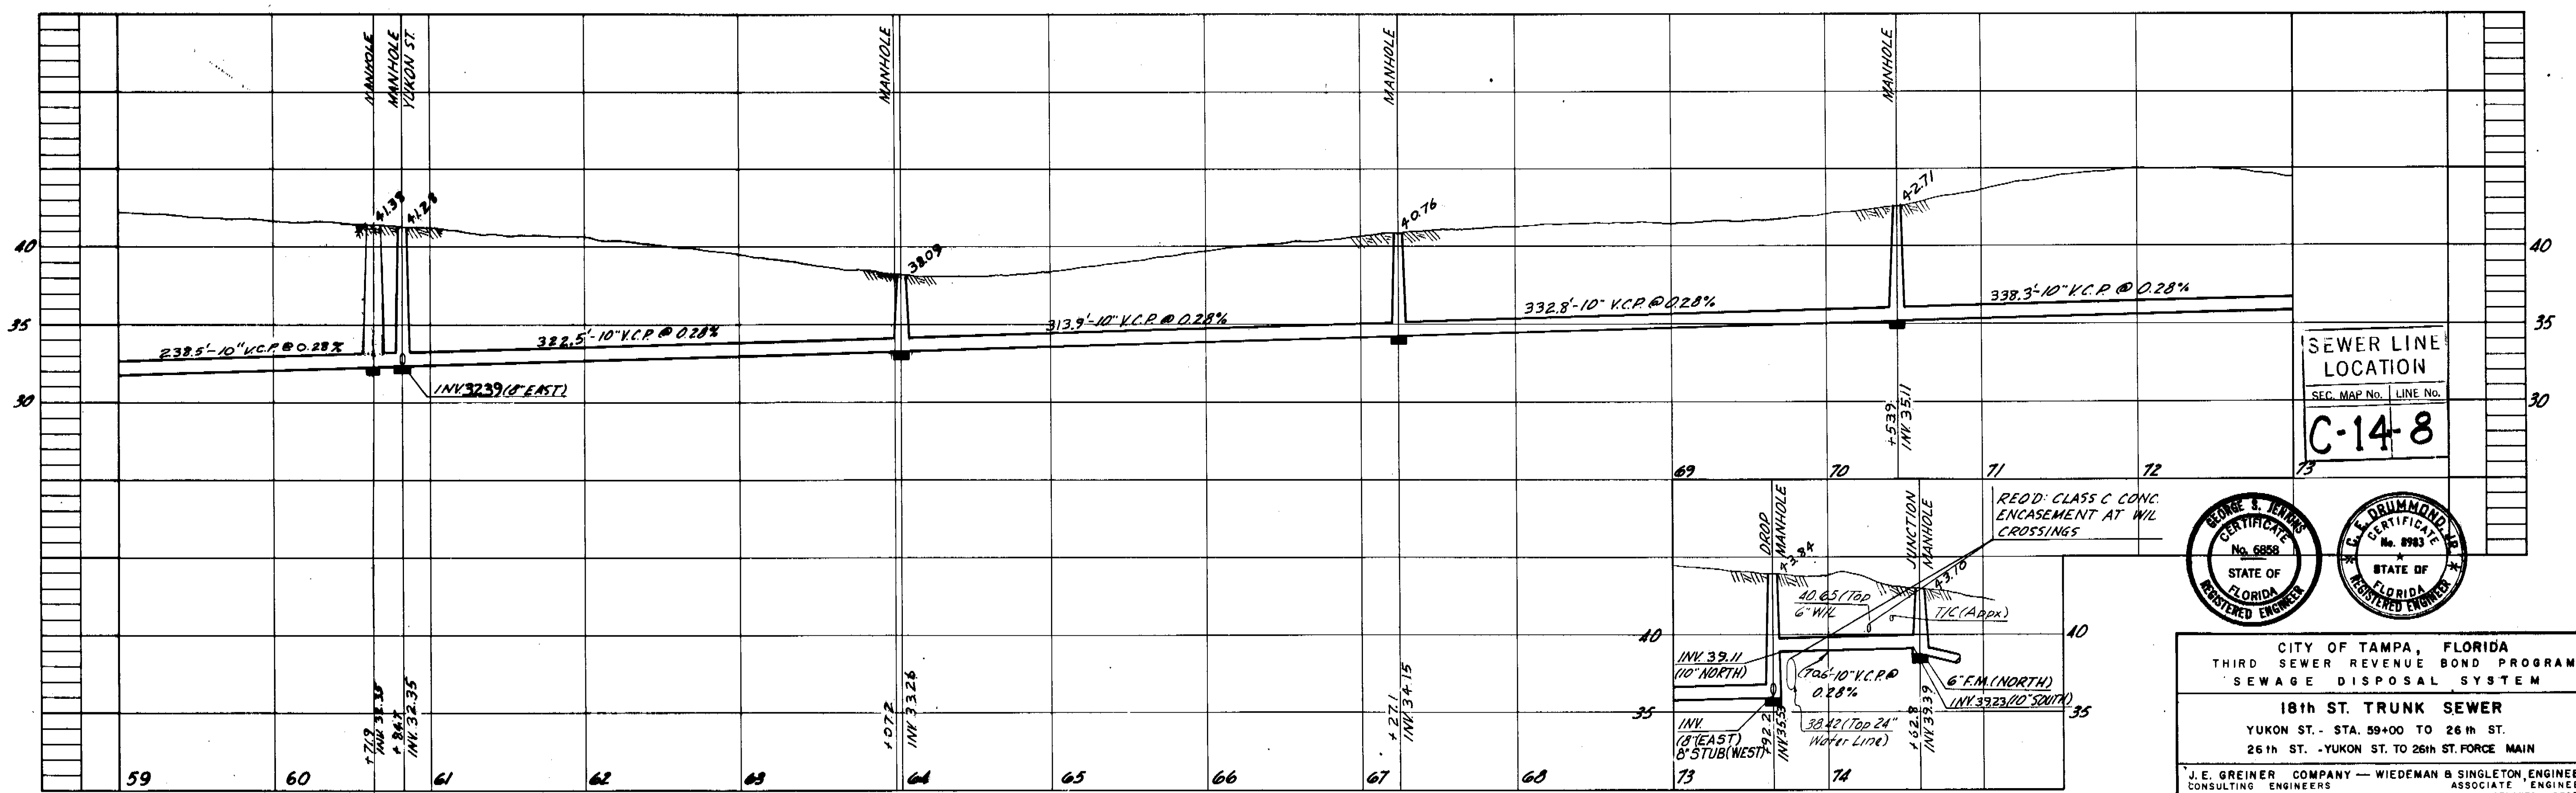 MANHOLE
MANHOLE
YUKON ST.
MANHOLE
MANHOLE
MANHOLE
41.38
41.28
38.09
40.76
42.71
40
40
35
35
30
30
238.5'-10" V.C.P. @ 0.28%
322.5'-10" V.C.P. @ 0.28%
313.9'-10" V.C.P. @ 0.28%
332.8'-10" V.C.P. @ 0.28%
338.3'-10" V.C.P. @ 0.28%
INV. 32.39 (8" EAST)
+53.9
INV. 35.11
69 70 71 72 73
SEWER LINE
LOCATION
SEC. MAP No. LINE No.
C-14-8
DROP
MANHOLE
43.84
JUNCTION
MANHOLE
43.10
REQ'D: CLASS C CONC.
ENCASEMENT AT W/L
CROSSINGS
40.65 (Top
6" W/L
T/C (Appx)
40
40
INV. 39.11
(10" NORTH)
70.6'-10" V.C.P. @
0.28%
6" F.M. (NORTH)
INV. 39.23 (10" SOUTH)
35
35
INV.
(8" EAST)
8" STUB (WEST)
+92.2
INV. 35.53
38.42 (Top 24"
Water Line)
+62.8
INV. 39.39
73 74
+71.9
+84.7
INV. 32.35
+07.2
INV. 33.26
+27.1
INV. 34.15
59 60 61 62 63 64 65 66 67 68
GEORGE S. JENKINS
CERTIFICATE
No. 6858
STATE OF
FLORIDA
REGISTERED ENGINEER
C. E. DRUMMOND, JR.
CERTIFICATE
No. 8983
STATE OF
FLORIDA
REGISTERED ENGINEER
CITY OF TAMPA, FLORIDA
THIRD SEWER REVENUE BOND PROGRAM
SEWAGE DISPOSAL SYSTEM
18th ST. TRUNK SEWER
YUKON ST. - STA. 59+00 TO 26th ST.
26th ST. - YUKON ST. TO 26th ST. FORCE MAIN
J. E. GREINER COMPANY — WIEDEMAN & SINGLETON, ENGINEE
CONSULTING ENGINEERS ASSOCIATE ENGINE